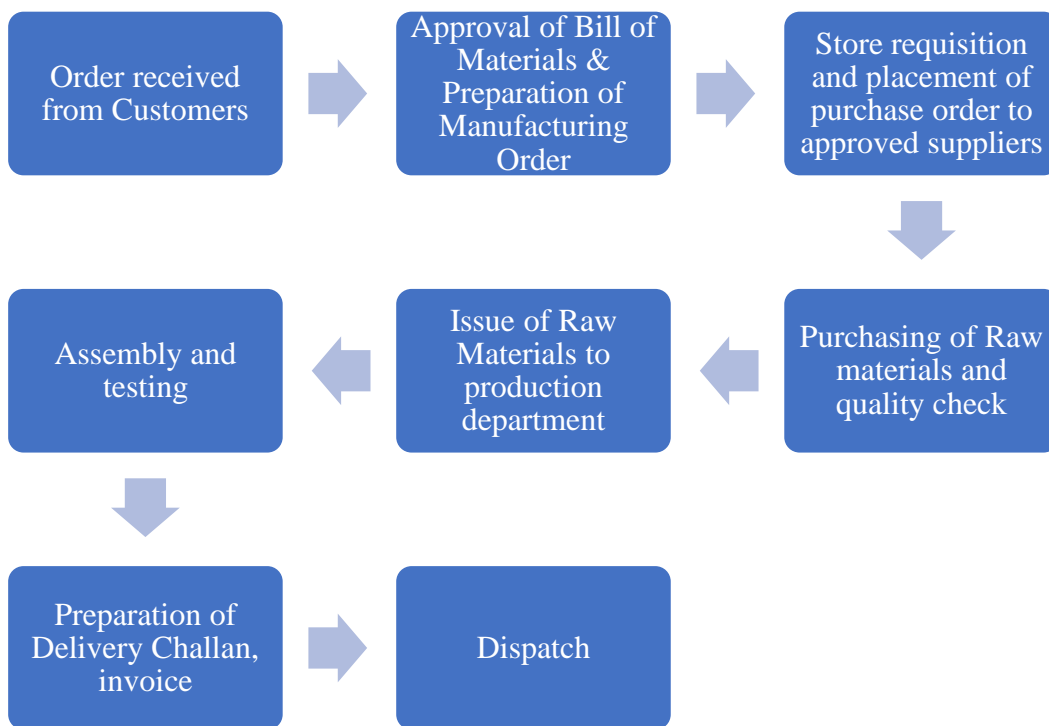 Order received
from Customers
Approval of Bill of
Materials &
Preparation of
Manufacturing
Order
Store requisition
and placement of
purchase order to
approved suppliers
Purchasing of Raw
materials and
quality check
Issue of Raw
Materials to
production
department
Assembly and
testing
Preparation of
Delivery Challan,
invoice
Dispatch